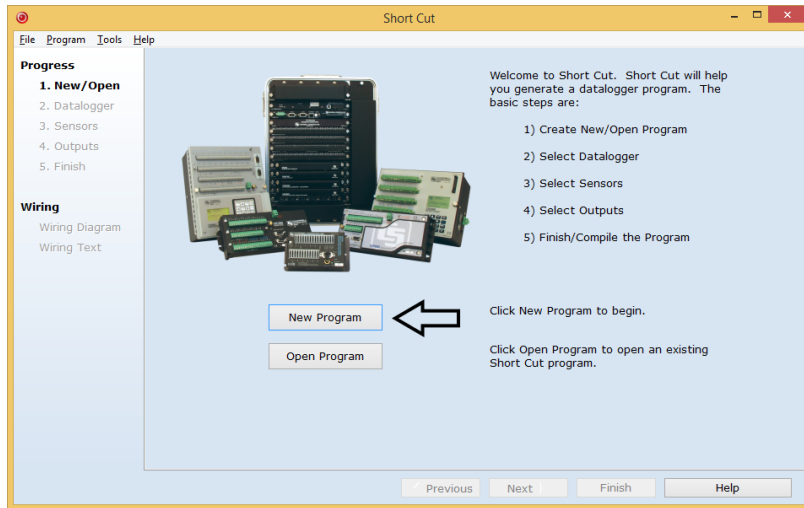 Short Cut
File Program Tools Help
Progress
1. New/Open
2. Datalogger
3. Sensors
4. Outputs
5. Finish
Wiring
Wiring Diagram
Wiring Text
Welcome to Short Cut. Short Cut will help
you generate a datalogger program. The
basic steps are:
1) Create New/Open Program
2) Select Datalogger
3) Select Sensors
4) Select Outputs
5) Finish/Compile the Program
New Program
Click New Program to begin.
Open Program
Click Open Program to open an existing
Short Cut program.
Previous Next Finish Help